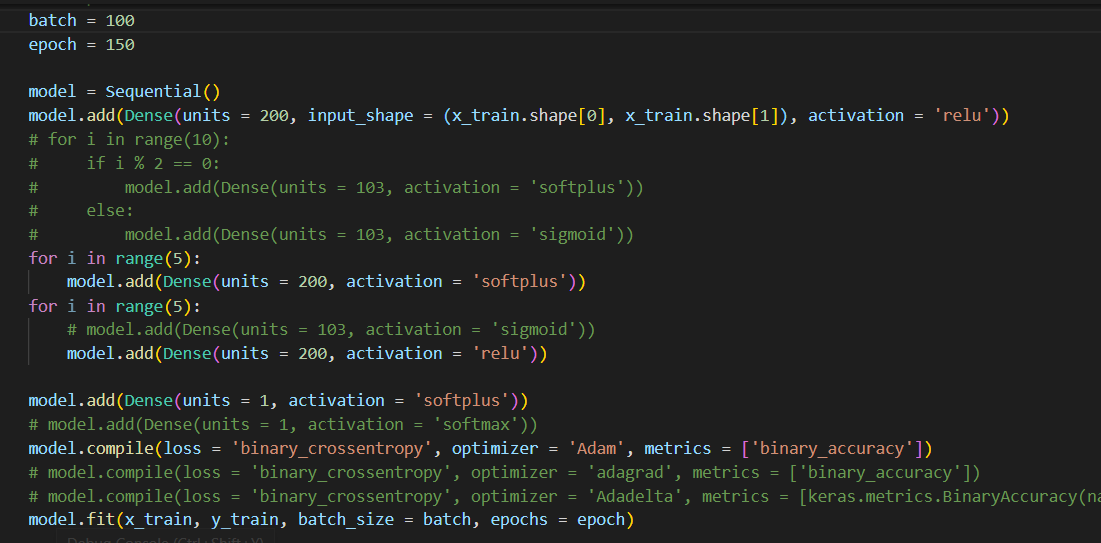 batch = 100
epoch = 150
model = Sequential()
model.add(Dense(units = 200, input_shape = (x_train.shape[0], x_train.shape[1]), activation = 'relu'))
# for i in range(10):
#     if i % 2 == 0:
#         model.add(Dense(units = 103, activation = 'softplus'))
#     else:
#         model.add(Dense(units = 103, activation = 'sigmoid'))
for i in range(5):
    model.add(Dense(units = 200, activation = 'softplus'))
for i in range(5):
    # model.add(Dense(units = 103, activation = 'sigmoid'))
    model.add(Dense(units = 200, activation = 'relu'))
model.add(Dense(units = 1, activation = 'softplus'))
# model.add(Dense(units = 1, activation = 'softmax'))
model.compile(loss = 'binary_crossentropy', optimizer = 'Adam', metrics = ['binary_accuracy'])
# model.compile(loss = 'binary_crossentropy', optimizer = 'adagrad', metrics = ['binary_accuracy'])
# model.compile(loss = 'binary_crossentropy', optimizer = 'Adadelta', metrics = [keras.metrics.BinaryAccuracy(na
model.fit(x_train, y_train, batch_size = batch, epochs = epoch)